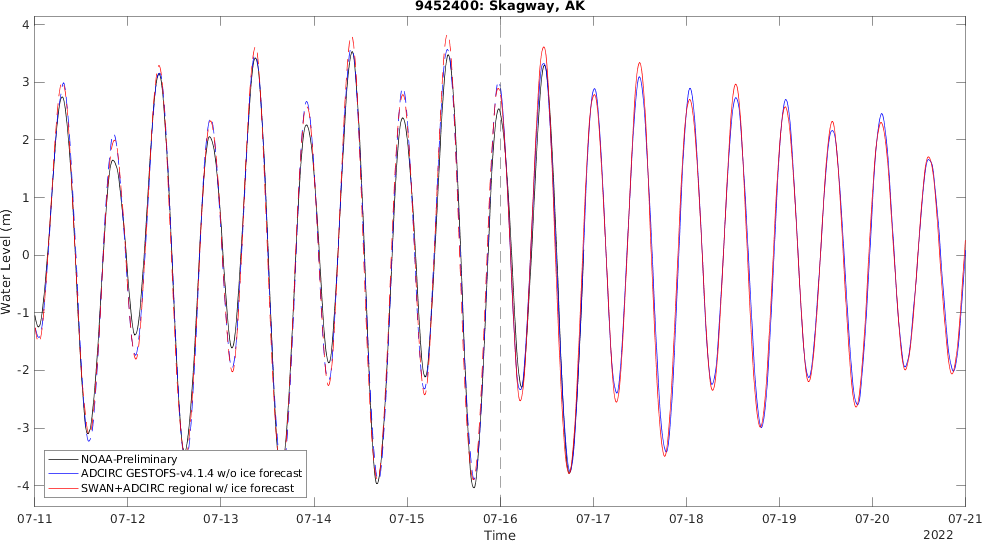 9452400: Skagway, AK
4
3
2
1
0
-1
-2
-3
-4
Water Level (m)
NOAA-Preliminary
ADCIRC GESTOFS-v4.1.4 w/o ice forecast
SWAN+ADCIRC regional w/ ice forecast
07-11 07-12 07-13 07-14 07-15 07-16 07-17 07-18 07-19 07-20 07-21
Time
2022